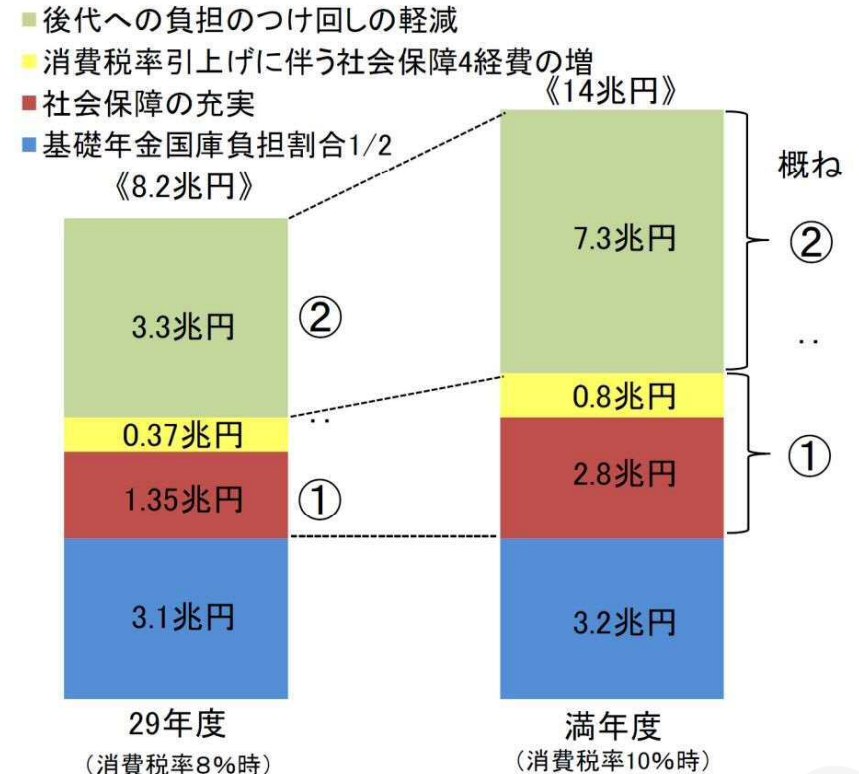 後代への負担のつけ回しの軽減
消費税率引上げに伴う社会保障4経費の増
社会保障の充実
基礎年金国庫負担割合1/2
《8.2兆円》
《14兆円》
概ね
3.3兆円
②
0.37兆円
‥
1.35兆円
①
3.1兆円
29年度
（消費税率8%時）
7.3兆円
②
‥
0.8兆円
2.8兆円
①
3.2兆円
満年度
（消費税率10%時）